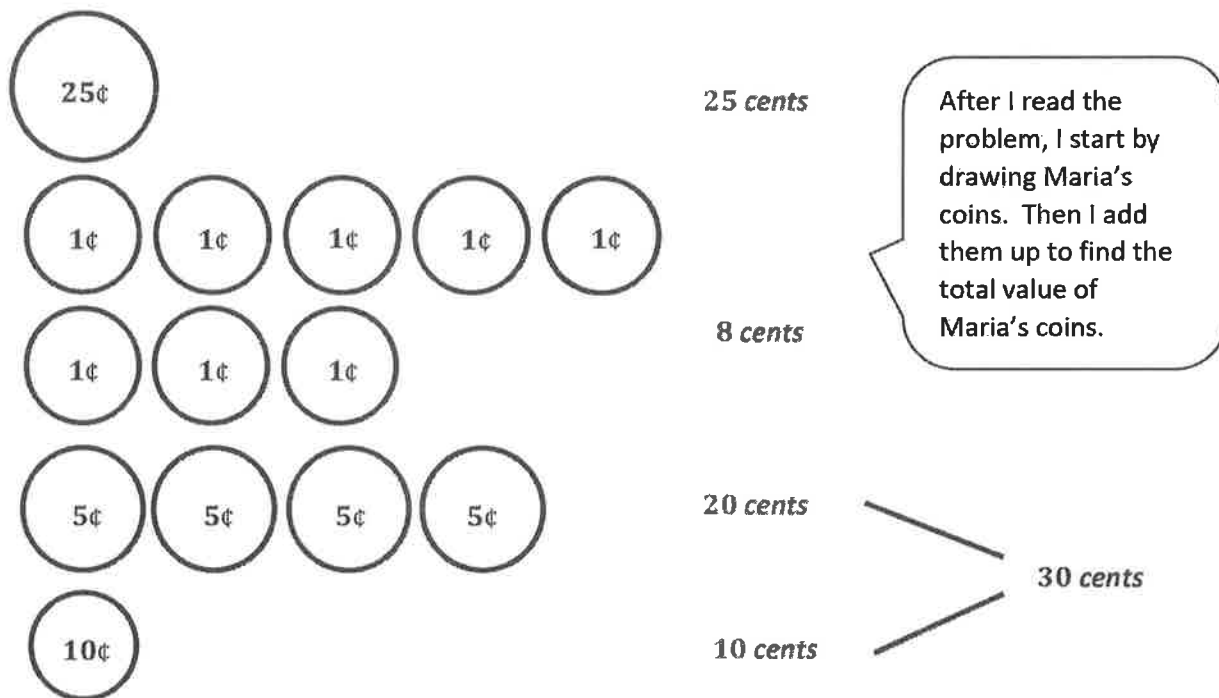 25¢
25 cents
1¢ 1¢ 1¢ 1¢ 1¢
1¢ 1¢ 1¢
8 cents
5¢ 5¢ 5¢ 5¢
20 cents
10¢
10 cents
30 cents
After I read the
problem, I start by
drawing Maria's
coins. Then I add
them up to find the
total value of
Maria's coins.